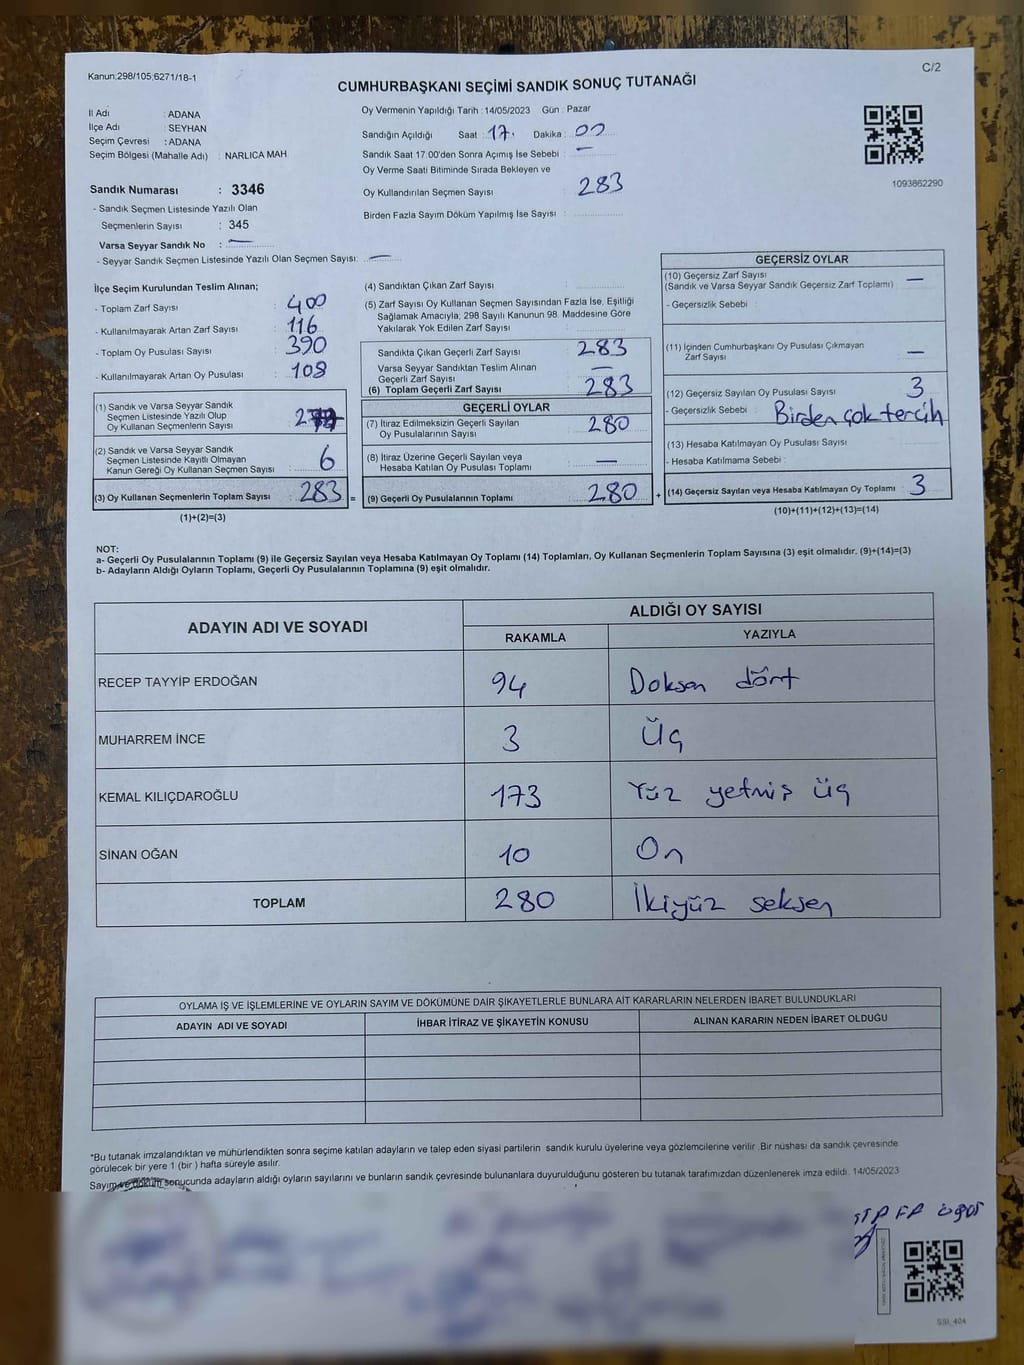 Kanun:298/105;6271/18-1
C/2
CUMHURBAŞKANI SEÇİMİ SANDIK SONUÇ TUTANAĞI
İl Adı : ADANA
İlçe Adı : SEYHAN
Seçim Çevresi : ADANA
Seçim Bölgesi (Mahalle Adı) : NARLICA MAH
Sandık Numarası : 3346
- Sandık Seçmen Listesinde Yazılı Olan
Seçmenlerin Sayısı : 345
Varsa Seyyar Sandık No : —
- Seyyar Sandık Seçmen Listesinde Yazılı Olan Seçmen Sayısı: —
Oy Vermenin Yapıldığı Tarih : 14/05/2023 Gün : Pazar
Sandığın Açıldığı Saat : 17. Dakika : 00
Sandık Saat 17:00'den Sonra Açımış İse Sebebi : —
Oy Verme Saati Bitiminde Sırada Bekleyen ve
Oy Kullandırılan Seçmen Sayısı : 283
Birden Fazla Sayım Döküm Yapılmış İse Sayısı :
1093862290
İlçe Seçim Kurulundan Teslim Alınan;
- Toplam Zarf Sayısı : 400
- Kullanılmayarak Artan Zarf Sayısı : 116
- Toplam Oy Pusulası Sayısı : 390
- Kullanılmayarak Artan Oy Pusulası : 108
(1) Sandık ve Varsa Seyyar Sandık
Seçmen Listesinde Yazılı Olup
Oy Kullanan Seçmenlerin Sayısı :
(2) Sandık ve Varsa Seyyar Sandık
Seçmen Listesinde Kayıtlı Olmayan
Kanun Gereği Oy Kullanan Seçmen Sayısı : 6
(3) Oy Kullanan Seçmenlerin Toplam Sayısı : 283 =
(1)+(2)=(3)
(4) Sandıktan Çıkan Zarf Sayısı :
(5) Zarf Sayısı Oy Kullanan Seçmen Sayısından Fazla İse, Eşitliği
Sağlamak Amacıyla; 298 Sayılı Kanunun 98. Maddesine Göre
Yakılarak Yok Edilen Zarf Sayısı :
Sandıkta Çıkan Geçerli Zarf Sayısı : 283
Varsa Seyyar Sandıktan Teslim Alınan
Geçerli Zarf Sayısı : —
(6) Toplam Geçerli Zarf Sayısı : 283
GEÇERLİ OYLAR
(7) İtiraz Edilmeksizin Geçerli Sayılan
Oy Pusulalarının Sayısı : 280
(8) İtiraz Üzerine Geçerli Sayılan veya
Hesaba Katılan Oy Pusulası Toplamı : —
(9) Geçerli Oy Pusulalarının Toplamı : 280 +
GEÇERSİZ OYLAR
(10) Geçersiz Zarf Sayısı
(Sandık ve Varsa Seyyar Sandık Geçersiz Zarf Toplamı) : —
- Geçersizlik Sebebi :
(11) İçinden Cumhurbaşkanı Oy Pusulası Çıkmayan
Zarf Sayısı : —
(12) Geçersiz Sayılan Oy Pusulası Sayısı : 3
- Geçersizlik Sebebi : Birden çok tercih
(13) Hesaba Katılmayan Oy Pusulası Sayısı :
- Hesaba Katılmama Sebebi :
(14) Geçersiz Sayılan veya Hesaba Katılmayan Oy Toplamı : 3
(10)+(11)+(12)+(13)=(14)
NOT:
a- Geçerli Oy Pusulalarının Toplamı (9) ile Geçersiz Sayılan veya Hesaba Katılmayan Oy Toplamı (14) Toplamları, Oy Kullanan Seçmenlerin Toplam Sayısına (3) eşit olmalıdır. (9)+(14)=(3)
b- Adayların Aldığı Oyların Toplamı, Geçerli Oy Pusulalarının Toplamına (9) eşit olmalıdır.
ADAYIN ADI VE SOYADI
ALDIĞI OY SAYISI
RAKAMLA YAZIYLA
RECEP TAYYİP ERDOĞAN 94 Doksan dört
MUHARREM İNCE 3 Üç
KEMAL KILIÇDAROĞLU 173 Yüz yetmiş üç
SİNAN OĞAN 10 On
TOPLAM 280 İkiyüz seksen
OYLAMA İŞ VE İŞLEMLERİNE VE OYLARIN SAYIM VE DÖKÜMÜNE DAİR ŞİKAYETLERLE BUNLARA AİT KARARLARIN NELERDEN İBARET BULUNDUKLARI
ADAYIN ADI VE SOYADI İHBAR İTİRAZ VE ŞİKAYETİN KONUSU ALINAN KARARIN NEDEN İBARET OLDUĞU
*Bu tutanak imzalandıktan ve mühürlendikten sonra seçime katılan adayların ve talep eden siyasi partilerin sandık kurulu üyelerine veya gözlemcilerine verilir. Bir nüshası da sandık çevresinde
görülecek bir yere 1 (bir) hafta süreyle asılır.
Sayım ve döküm sonucunda adayların aldığı oyların sayılarını ve bunların sandık çevresinde bulunanlara duyurulduğunu gösteren bu tutanak tarafımızdan düzenlenerek imza edildi. 14/05/2023